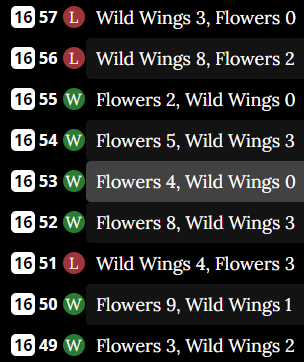 16 57 L Wild Wings 3, Flowers 0
16 56 L Wild Wings 8, Flowers 2
16 55 W Flowers 2, Wild Wings 0
16 54 W Flowers 5, Wild Wings 3
16 53 W Flowers 4, Wild Wings 0
16 52 W Flowers 8, Wild Wings 3
16 51 L Wild Wings 4, Flowers 3
16 50 W Flowers 9, Wild Wings 1
16 49 W Flowers 3, Wild Wings 2